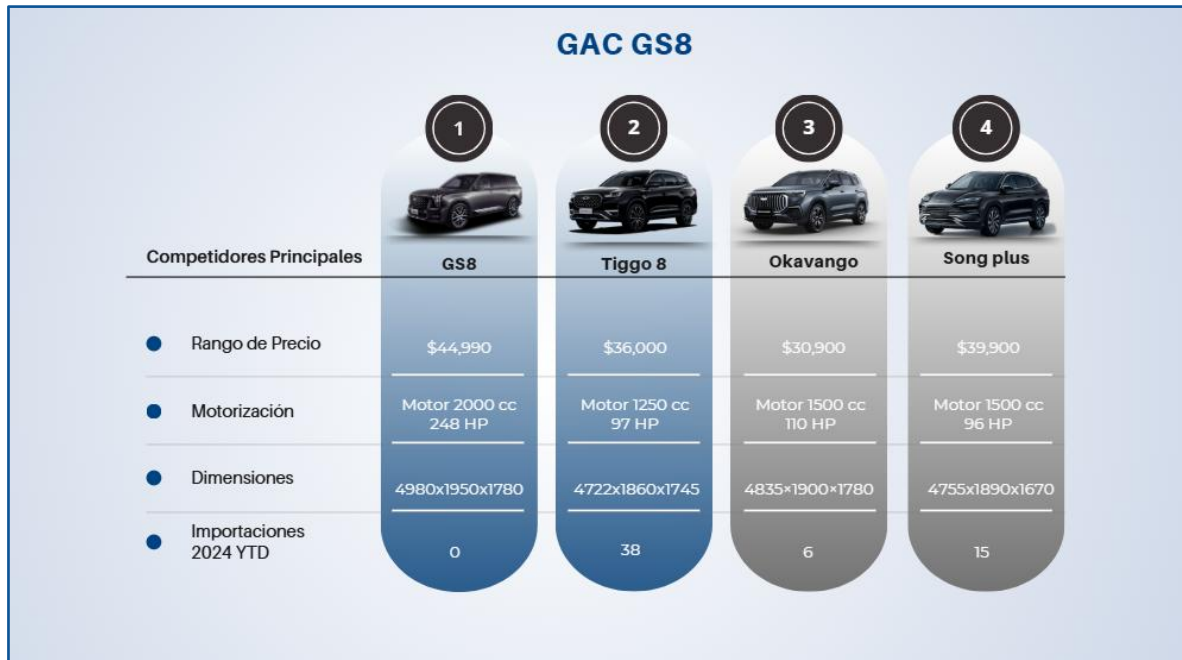 GAC GS8
1
2
3
4
Competidores Principales
GS8
Tiggo 8
Okavango
Song plus
Rango de Precio
$44,990
$36,000
$30,900
$39,900
Motorización
Motor 2000 cc
248 HP
Motor 1250 cc
97 HP
Motor 1500 cc
110 HP
Motor 1500 cc
96 HP
Dimensiones
4980x1950x1780
4722x1860x1745
4835×1900×1780
4755x1890x1670
Importaciones
2024 YTD
0
38
6
15